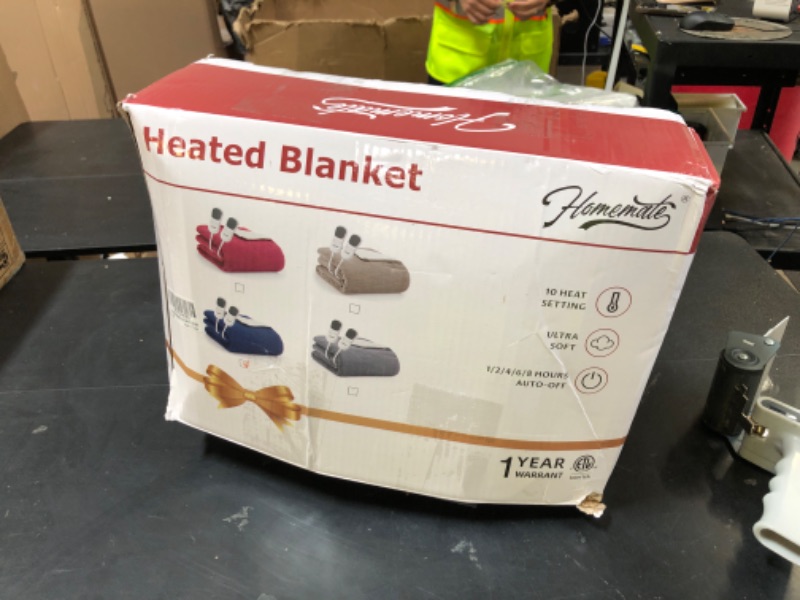 Homemate
Heated Blanket
Homemate®
10 HEAT
SETTING
ULTRA
SOFT
1/2/4/6/8 HOURS
AUTO-OFF
1 YEAR
WARRANT
ETL